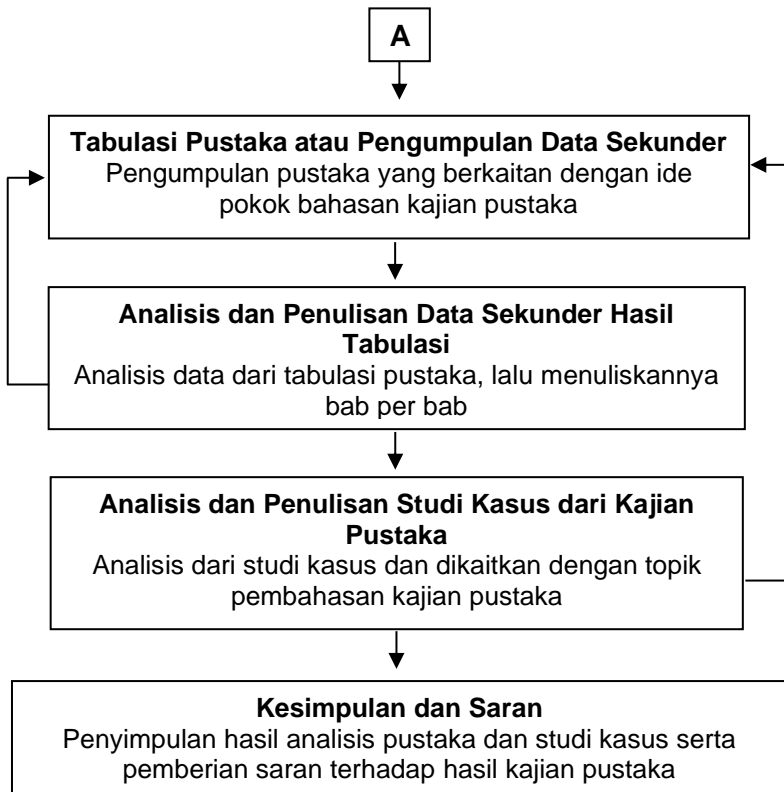 A
Tabulasi Pustaka atau Pengumpulan Data Sekunder
Pengumpulan pustaka yang berkaitan dengan ide
pokok bahasan kajian pustaka
Analisis dan Penulisan Data Sekunder Hasil
Tabulasi
Analisis data dari tabulasi pustaka, lalu menuliskannya
bab per bab
Analisis dan Penulisan Studi Kasus dari Kajian
Pustaka
Analisis dari studi kasus dan dikaitkan dengan topik
pembahasan kajian pustaka
Kesimpulan dan Saran
Penyimpulan hasil analisis pustaka dan studi kasus serta
pemberian saran terhadap hasil kajian pustaka